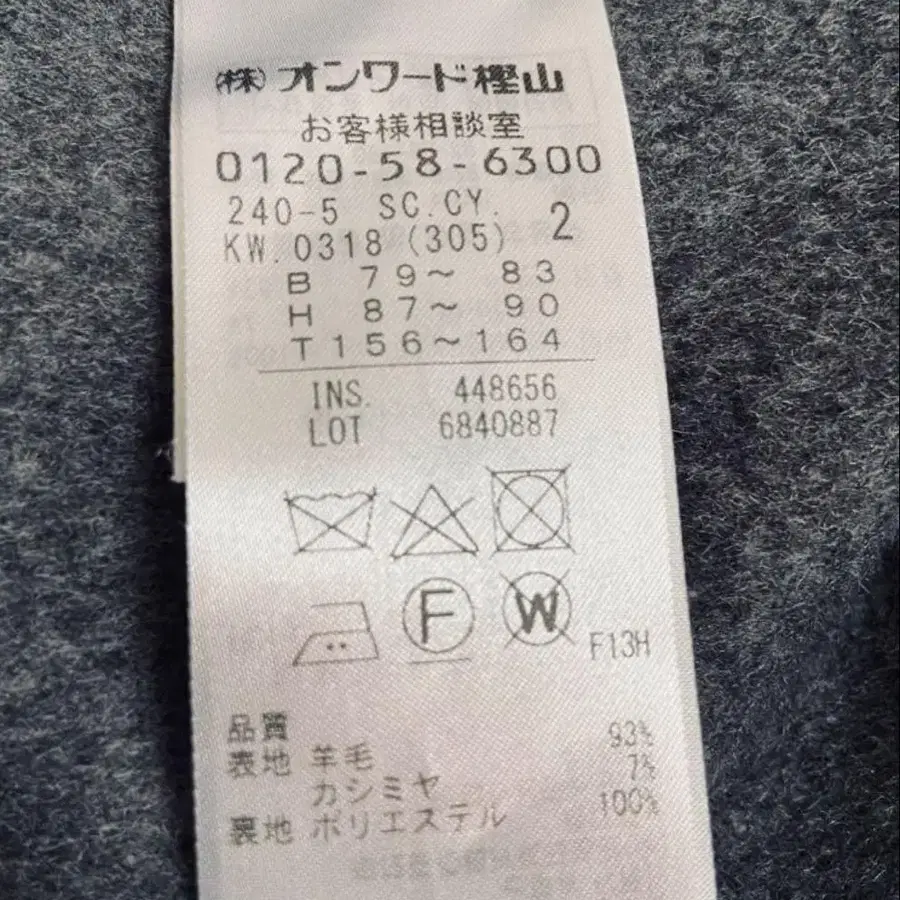 (株) オンワード樫山
お客様相談室
0120-58-6300
240-5 SC.CY. 2
KW.0318 (305)
B 79～ 83
H 87～ 90
T156～164
INS. 448656
LOT 6840887
F W F13H
品質
表地 羊毛 93%
カシミヤ 7%
裏地 ポリエステル 100%